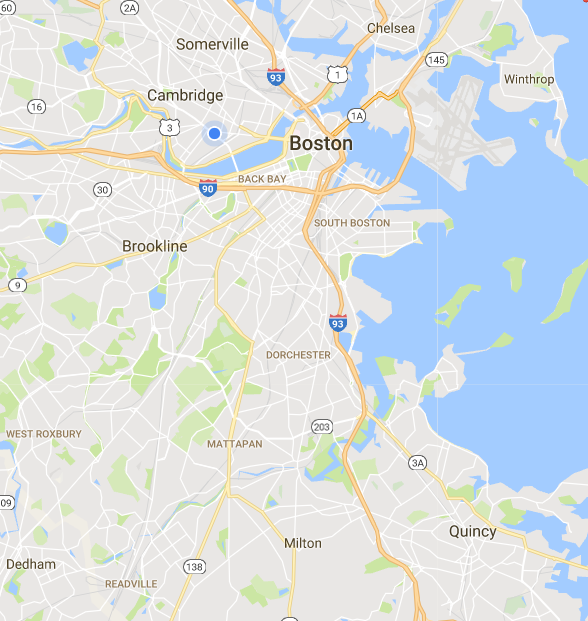 60
2A
Chelsea
Somerville
145
93
1
Winthrop
Cambridge
16
1A
3
Boston
BACK BAY
90
30
SOUTH BOSTON
Brookline
9
93
DORCHESTER
203
WEST ROXBURY
MATTAPAN
3A
09
Quincy
Milton
138
Dedham
READVILLE